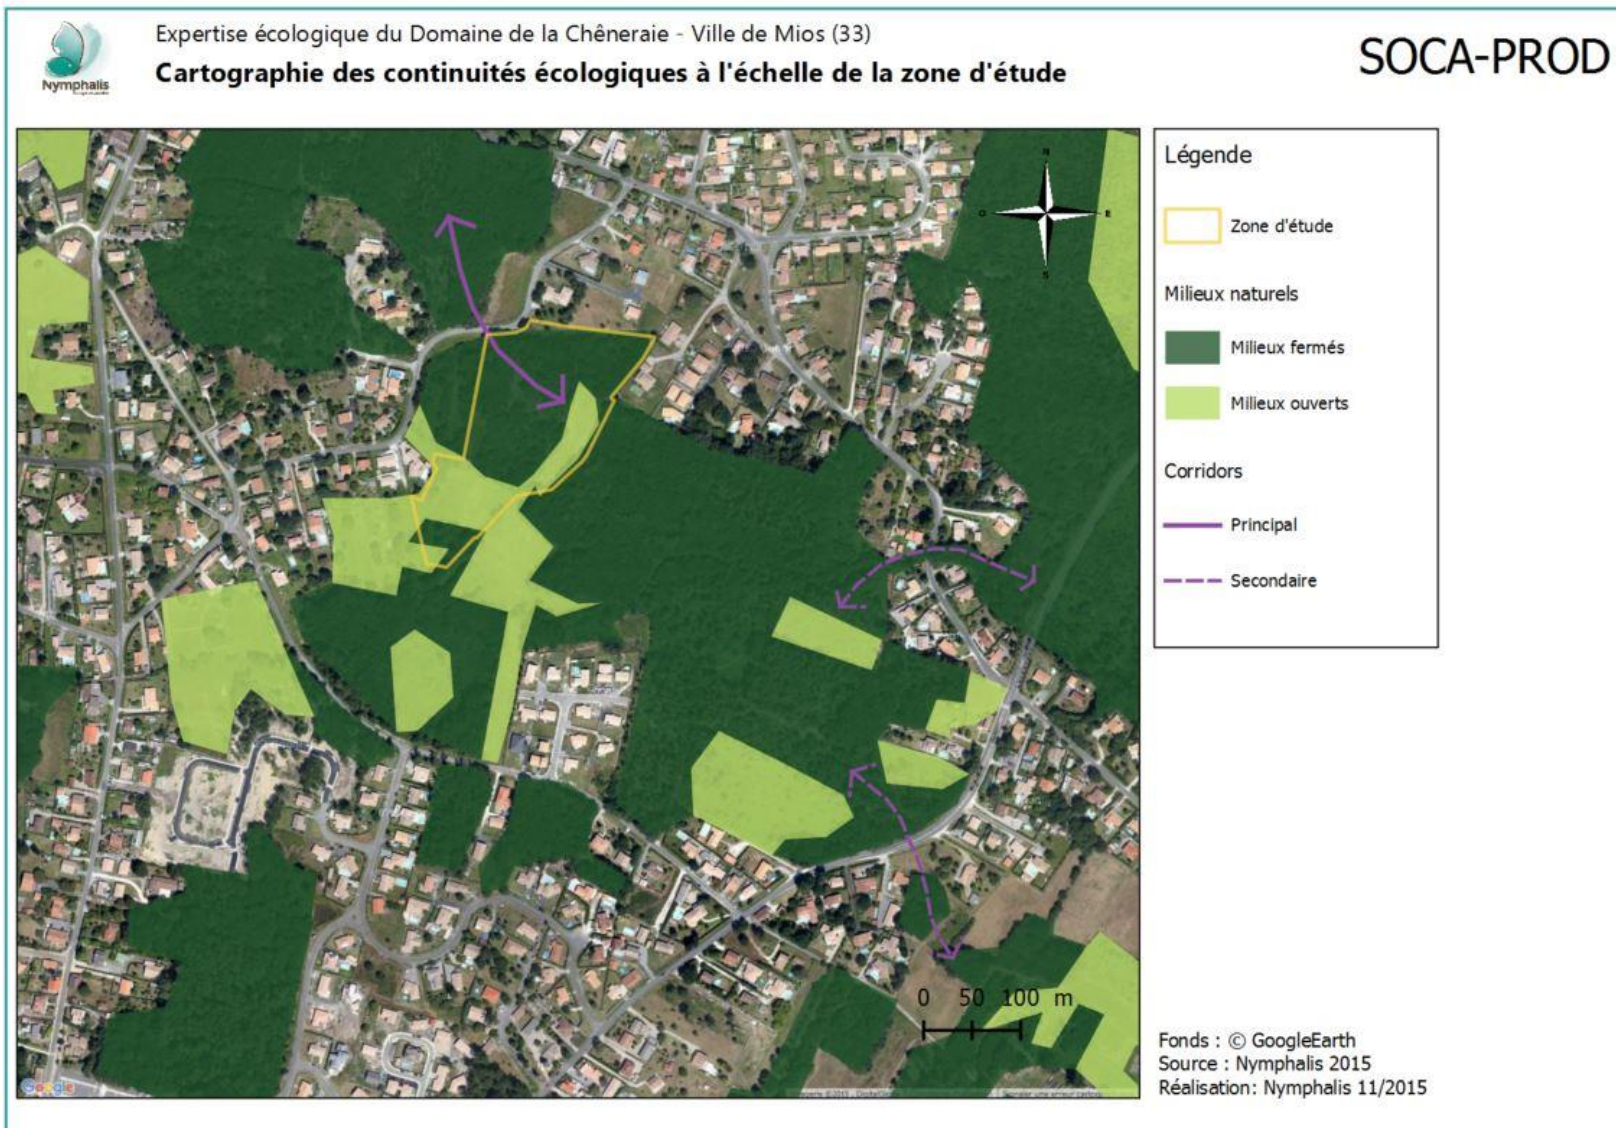 Expertise écologique du Domaine de la Chêneraie - Ville de Mios (33)
Cartographie des continuités écologiques à l'échelle de la zone d'étude
SOCA-PROD
Nymphalis
Légende
Zone d'étude
Milieux naturels
Milieux fermés
Milieux ouverts
Corridors
Principal
Secondaire
N
O
E
S
0 50 100 m
Google
Fonds : © GoogleEarth
Source : Nymphalis 2015
Réalisation: Nymphalis 11/2015